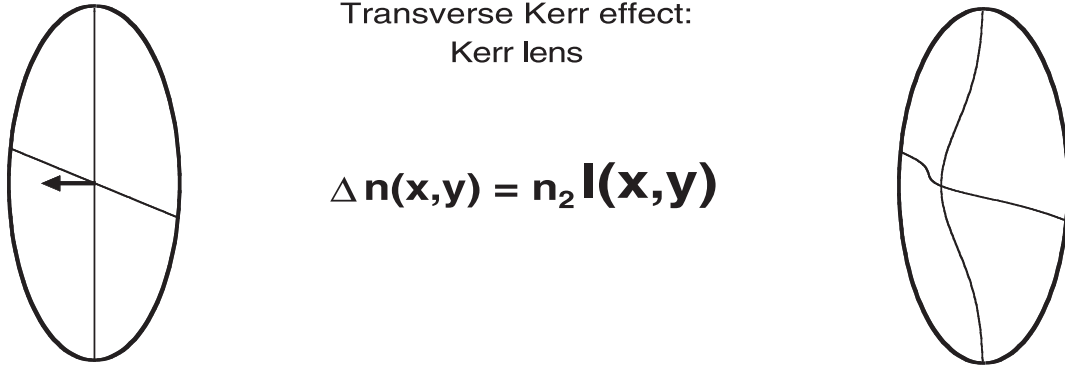 Transverse Kerr effect:
Kerr lens
Δ n(x,y) = n₂ I(x,y)